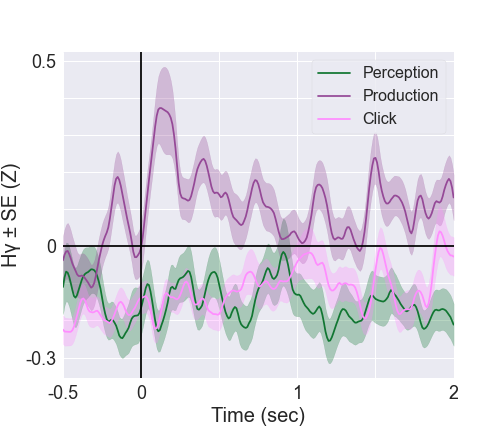 0.5
0
-0.3
Hγ ± SE (Z)
Perception
Production
Click
-0.5
0
1
2
Time (sec)